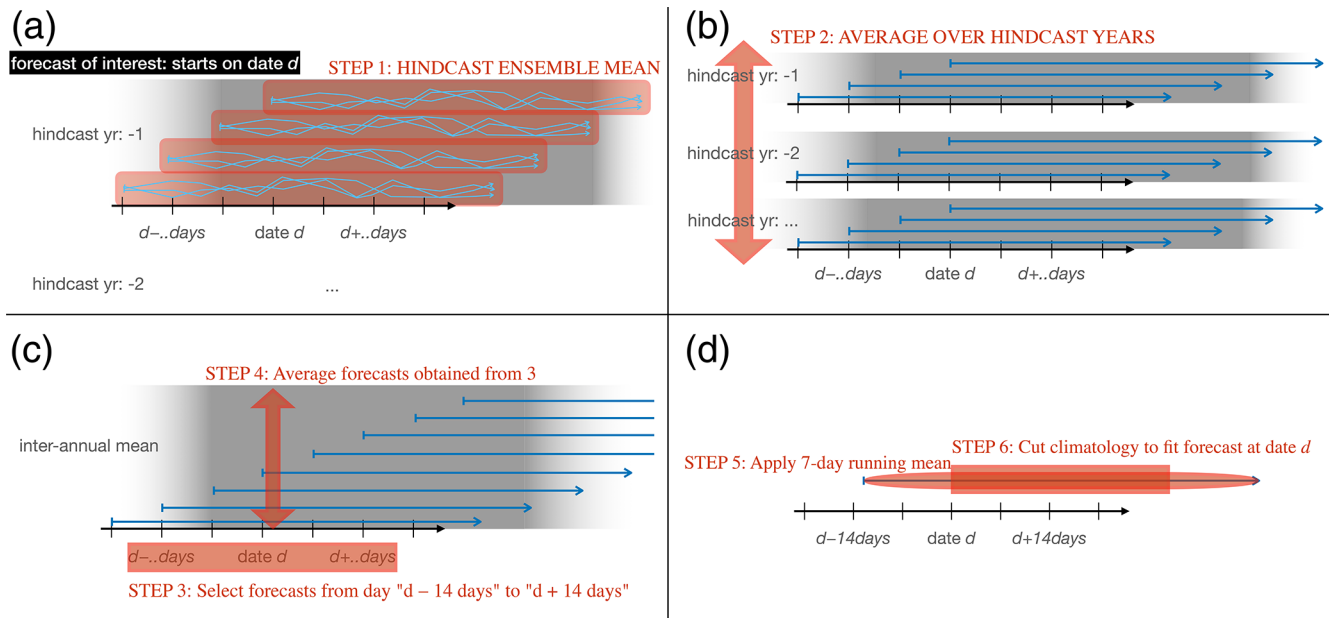 (a)
forecast of interest: starts on date d
STEP 1: HINDCAST ENSEMBLE MEAN
hindcast yr: -1
d-..days date d d+..days
hindcast yr: -2 ...
(b)
STEP 2: AVERAGE OVER HINDCAST YEARS
hindcast yr: -1
hindcast yr: -2
hindcast yr: ...
d-..days date d d+..days
(c)
STEP 4: Average forecasts obtained from 3
inter-annual mean
d-..days date d d+..days
STEP 3: Select forecasts from day "d − 14 days" to "d + 14 days"
(d)
STEP 6: Cut climatology to fit forecast at date d
STEP 5: Apply 7-day running mean
d-14days date d d+14days